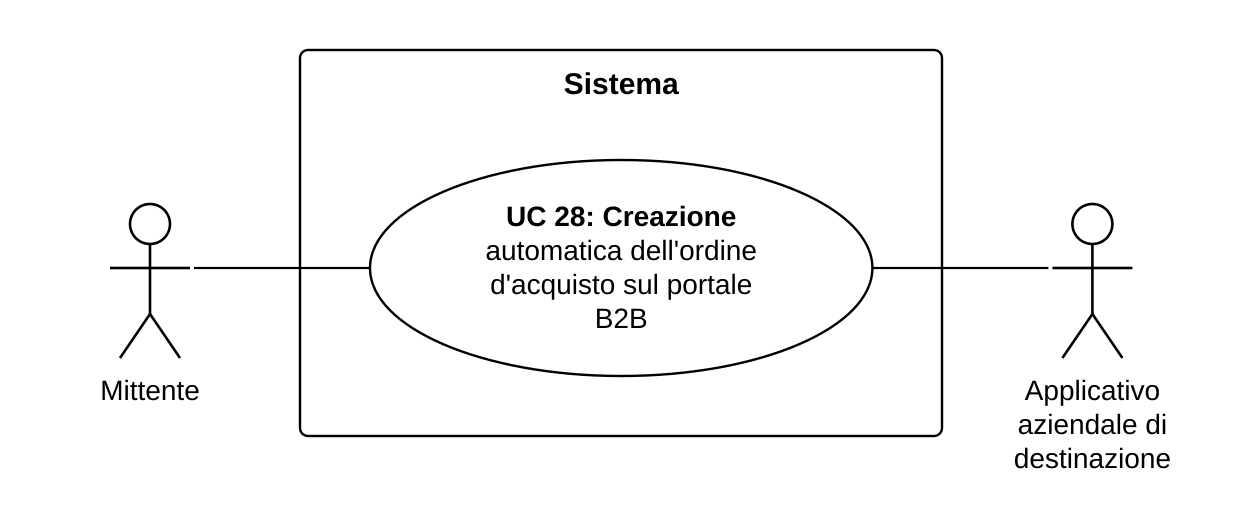 Sistema
UC 28: Creazione
automatica dell'ordine
d'acquisto sul portale
B2B
Mittente
Applicativo
aziendale di
destinazione